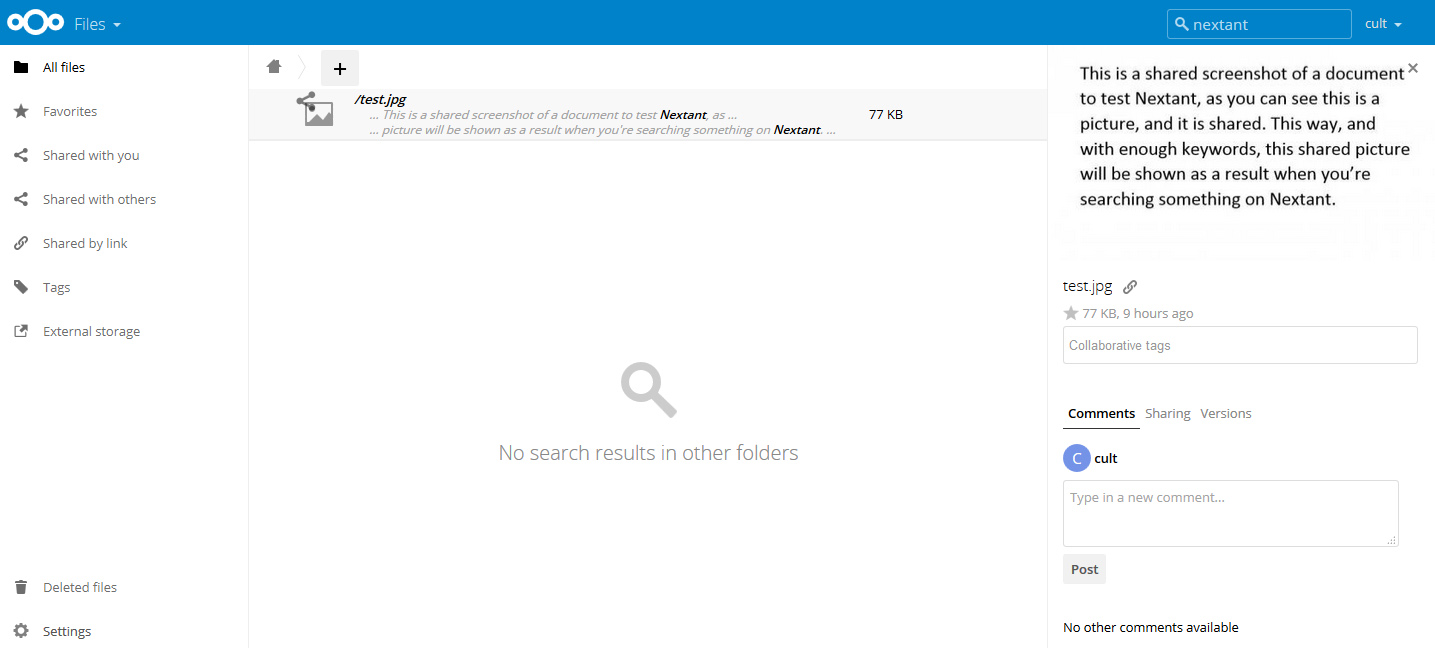 Files
nextant
cult
All files
Favorites
Shared with you
Shared with others
Shared by link
Tags
External storage
Deleted files
Settings
+
/test.jpg
... This is a shared screenshot of a document to test Nextant, as ...
... picture will be shown as a result when you're searching something on Nextant. ...
77 KB
No search results in other folders
This is a shared screenshot of a document
to test Nextant, as you can see this is a
picture, and it is shared. This way, and
with enough keywords, this shared picture
will be shown as a result when you’re
searching something on Nextant.
test.jpg
77 KB, 9 hours ago
Collaborative tags
Comments Sharing Versions
C cult
Type in a new comment...
Post
No other comments available